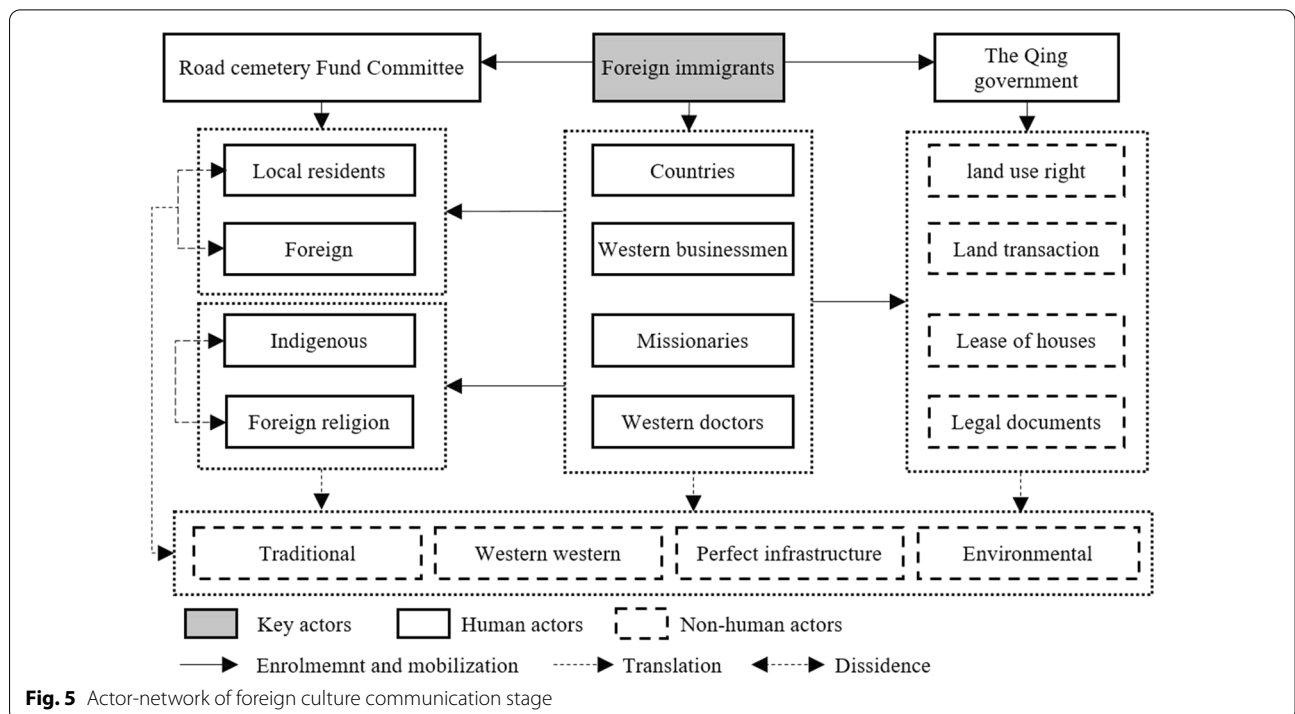 Road cemetery Fund Committee
Foreign immigrants
The Qing
government
Local residents
Countries
land use right
Foreign
Western businessmen
Land transaction
Indigenous
Missionaries
Lease of houses
Foreign religion
Western doctors
Legal documents
Traditional
Western western
Perfect infrastructure
Environmental
Key actors
Human actors
Non-human actors
Enrolmemnt and mobilization
Translation
Dissidence
Fig. 5 Actor-network of foreign culture communication stage